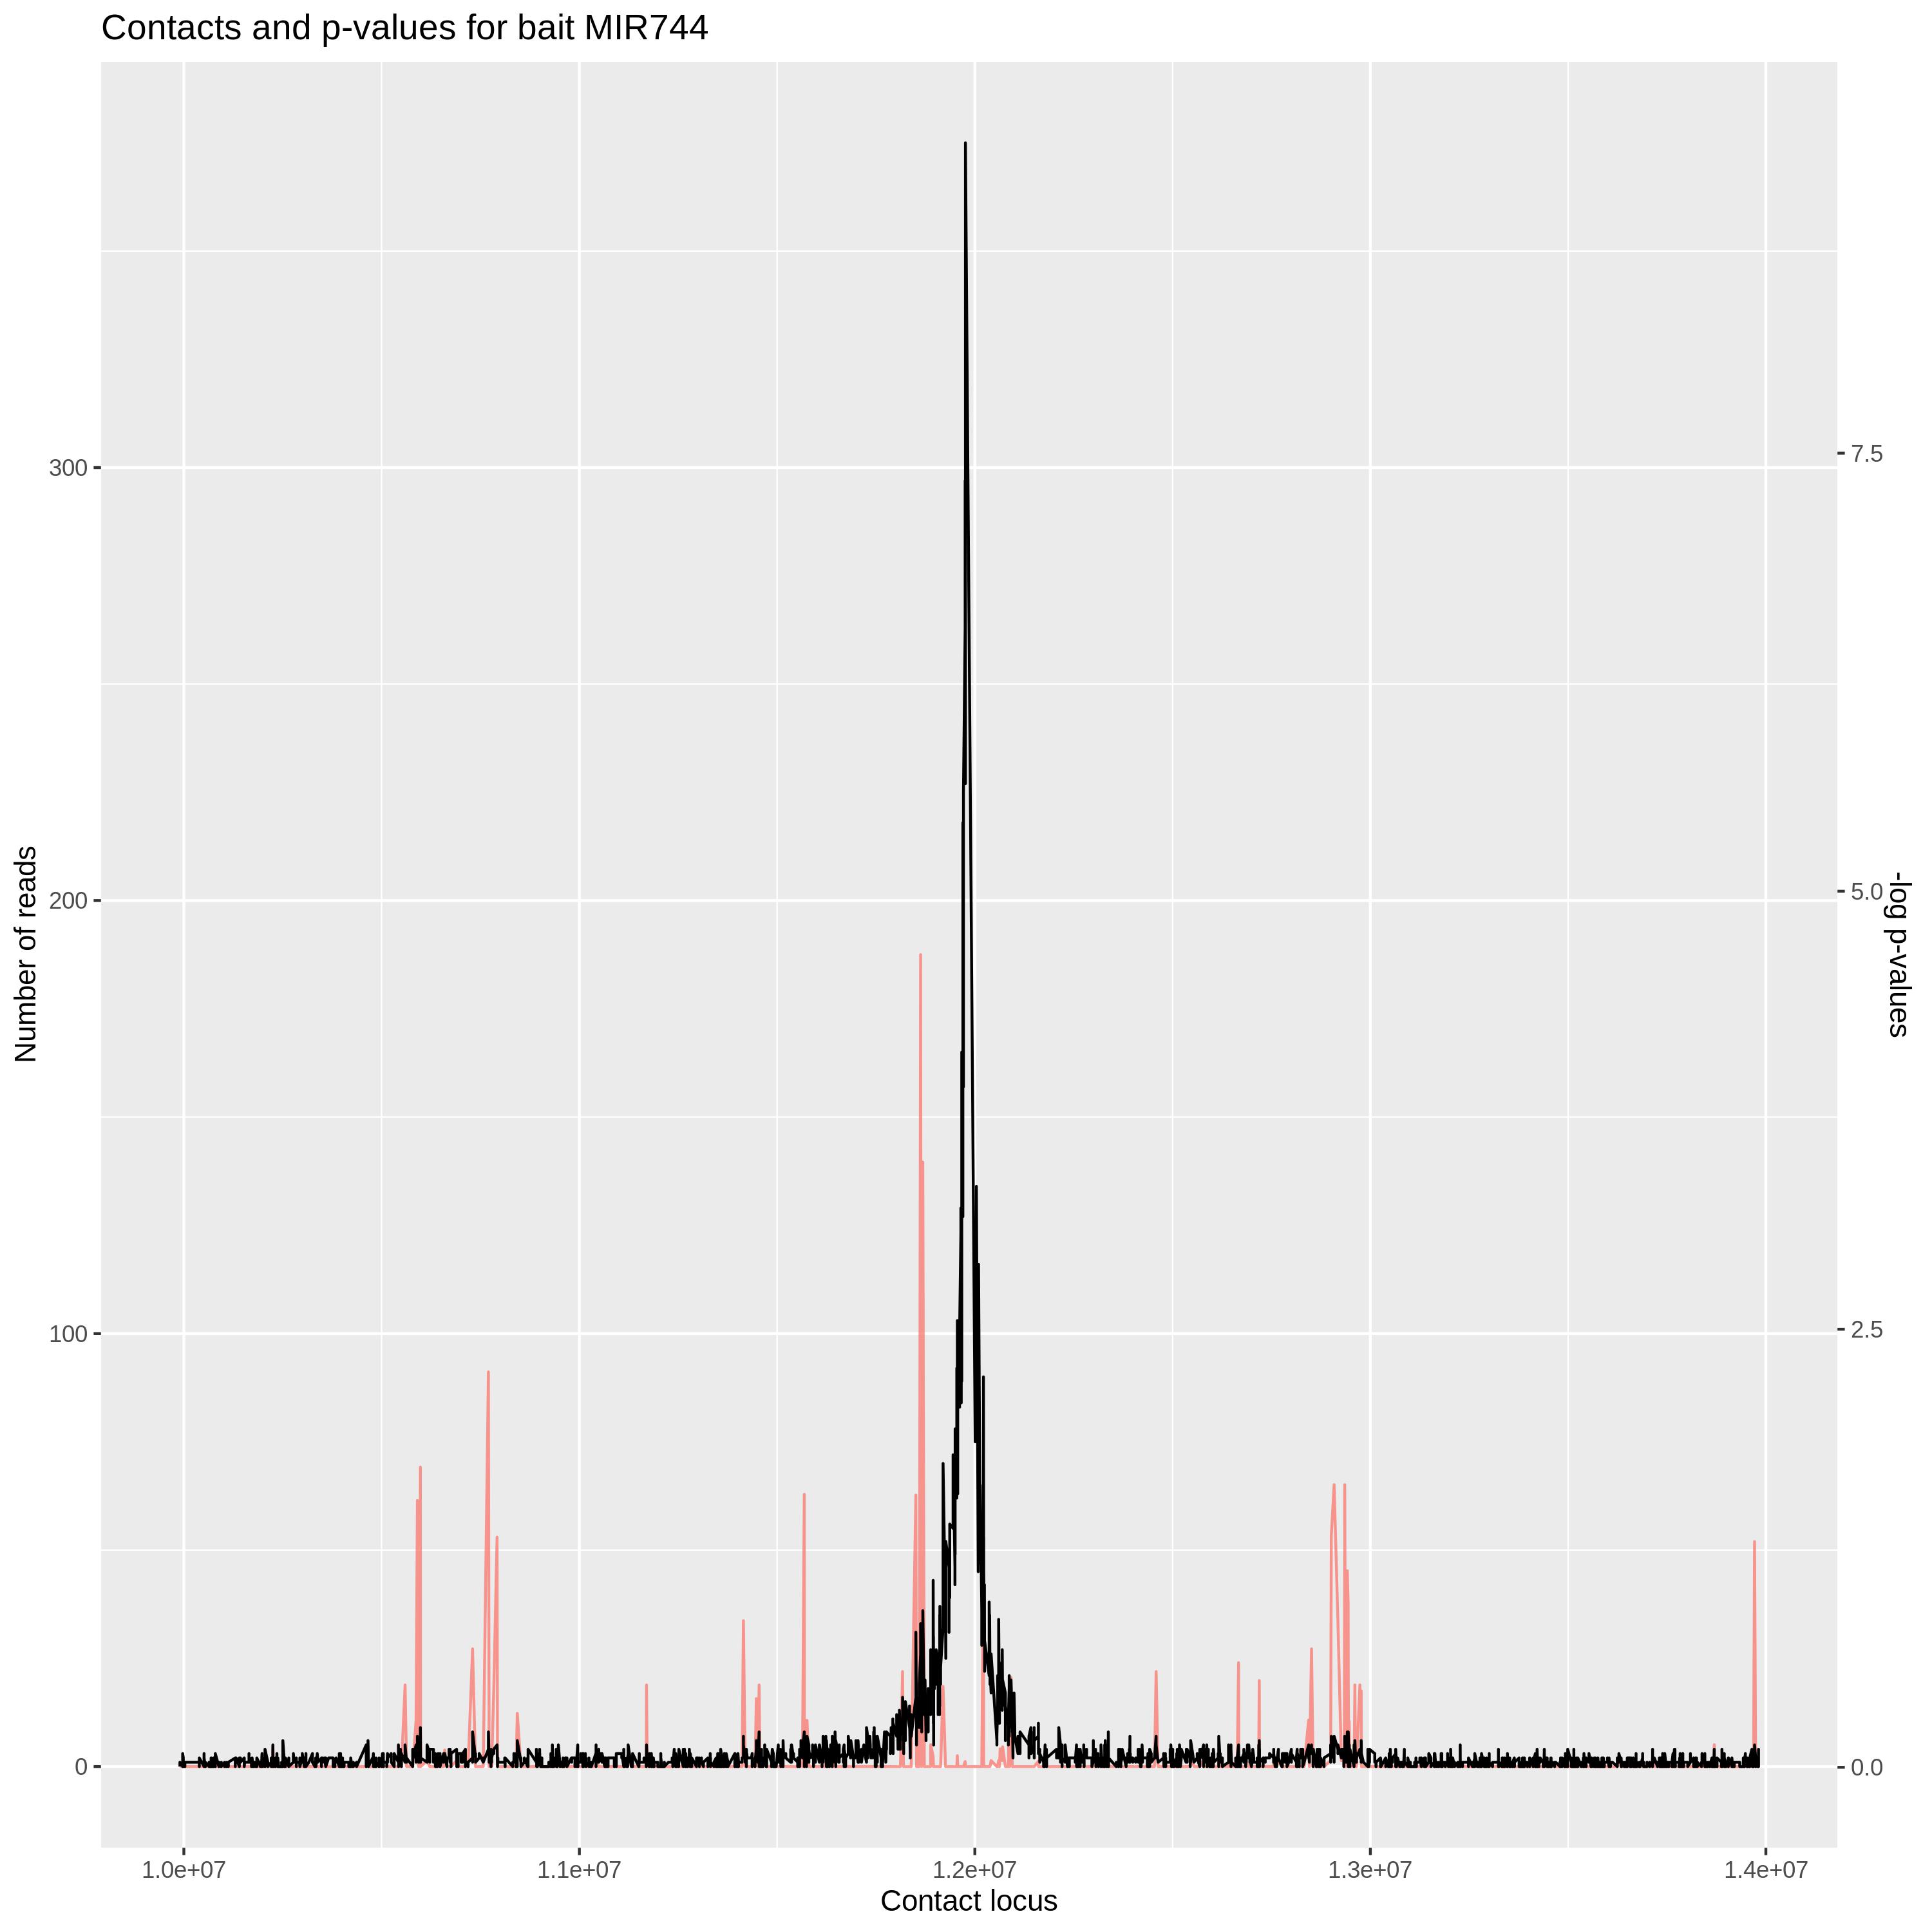 Contacts and p-values for bait MIR744
Number of reads
300
200
100
0
7.5
5.0
2.5
0.0
-log p-values
1.0e+07
1.1e+07
1.2e+07
1.3e+07
1.4e+07
Contact locus